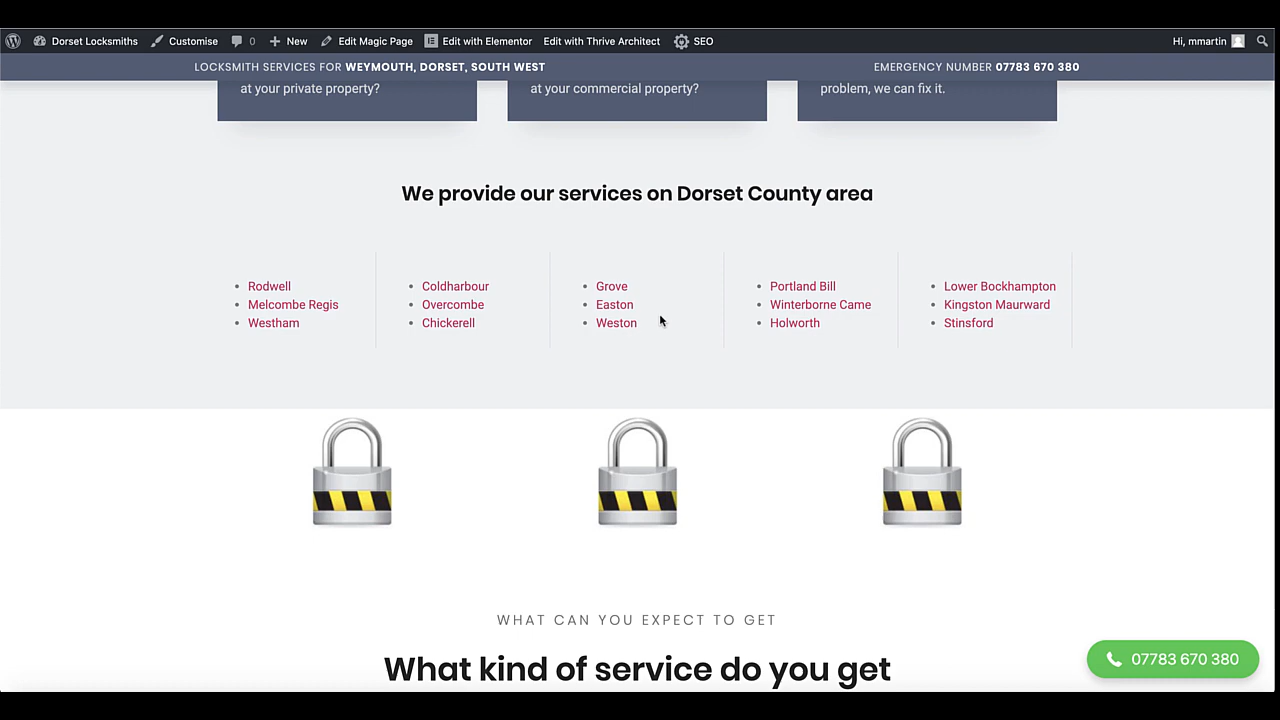 Dorset Locksmiths Customise 0 New Edit Magic Page Edit with Elementor Edit with Thrive Architect SEO Hi, mmartin
LOCKSMITH SERVICES FOR WEYMOUTH, DORSET, SOUTH WEST EMERGENCY NUMBER 07783 670 380
at your private property? at your commercial property? problem, we can fix it.
We provide our services on Dorset County area
Rodwell
Melcombe Regis
Westham
Coldharbour
Overcombe
Chickerell
Grove
Easton
Weston
Portland Bill
Winterborne Came
Holworth
Lower Bockhampton
Kingston Maurward
Stinsford
WHAT CAN YOU EXPECT TO GET
What kind of service do you get
07783 670 380